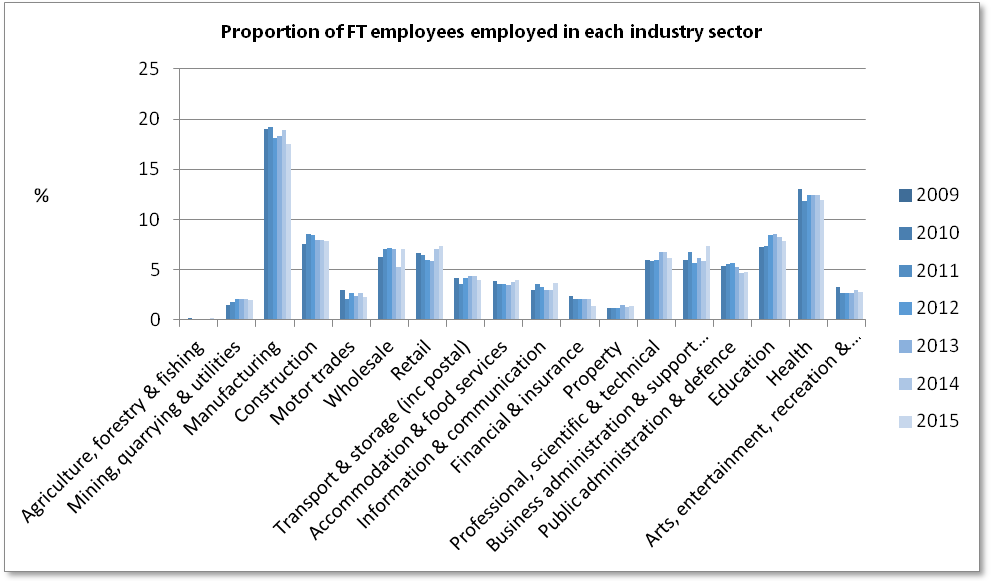 Proportion of FT employees employed in each industry sector
25
20
15
10
5
0
%
Agriculture, forestry & fishing
Mining, quarrying & utilities
Manufacturing
Construction
Motor trades
Wholesale
Retail
Transport & storage (inc postal)
Accommodation & food services
Information & communication
Financial & insurance
Property
Professional, scientific & technical
Business administration & support...
Public administration & defence
Education
Health
Arts, entertainment, recreation &...
2009
2010
2011
2012
2013
2014
2015